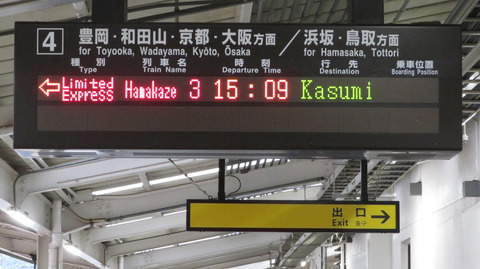 4 豊岡・和田山・京都・大阪方面／浜坂・鳥取方面
for Toyooka, Wadayama, Kyōto, Ōsaka for Hamasaka, Tottori
種別 列車名 時刻 行先 乗車位置
Type Train Name Departure Time Destination Boarding Position
Limited Express Hamakaze 3 15:09 Kasumi
出口
Exit